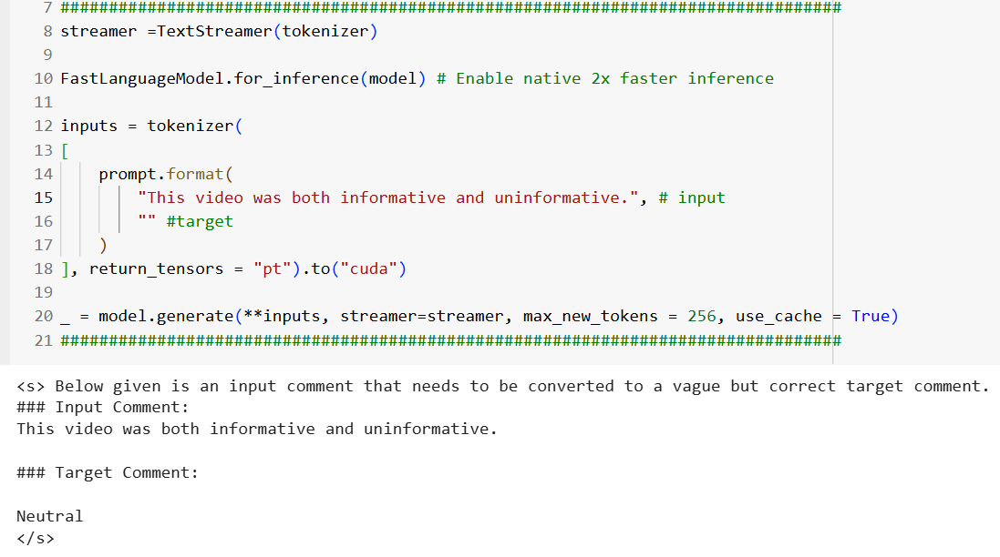 7 #################################################################################
8 streamer =TextStreamer(tokenizer)
9
10 FastLanguageModel.for_inference(model) # Enable native 2x faster inference
11
12 inputs = tokenizer(
13 [
14     prompt.format(
15         "This video was both informative and uninformative.", # input
16         "" #target
17     )
18 ], return_tensors = "pt").to("cuda")
19
20 _ = model.generate(**inputs, streamer=streamer, max_new_tokens = 256, use_cache = True)
21 #################################################################################
<s> Below given is an input comment that needs to be converted to a vague but correct target comment.
### Input Comment:
This video was both informative and uninformative.

### Target Comment:

Neutral
</s>